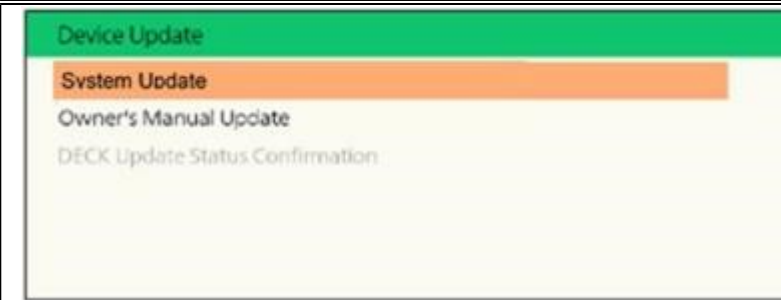 Device Update
System Update
Owner's Manual Update
DECK Update Status Confirmation